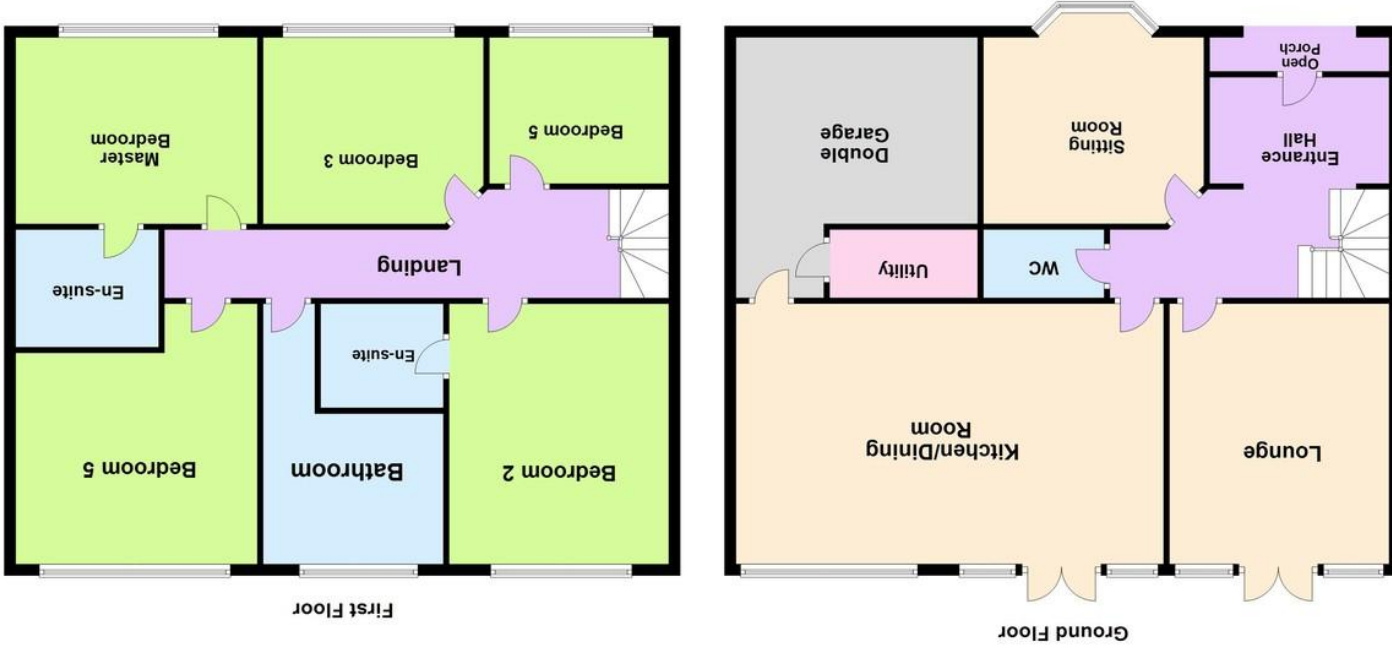 Ground Floor
Lounge
Kitchen/Dining
Room
WC
Utility
Entrance
Hall
Sitting
Room
Double
Garage
Open
Porch
First Floor
Bedroom 2
Bathroom
Bedroom 5
En-suite
En-suite
Landing
Bedroom 5
Bedroom 3
Master
Bedroom